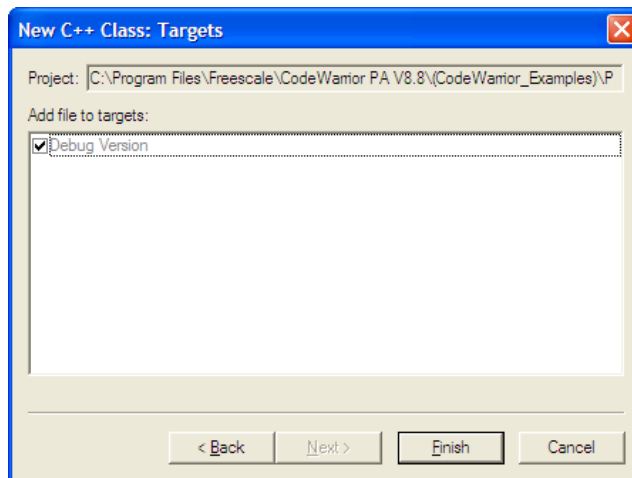 New C++ Class: Targets
Project: C:\Program Files\Freescale\CodeWarrior PA V8.8\(CodeWarrior_Examples)\P
Add file to targets:
Debug Version
< Back Next > Finish Cancel